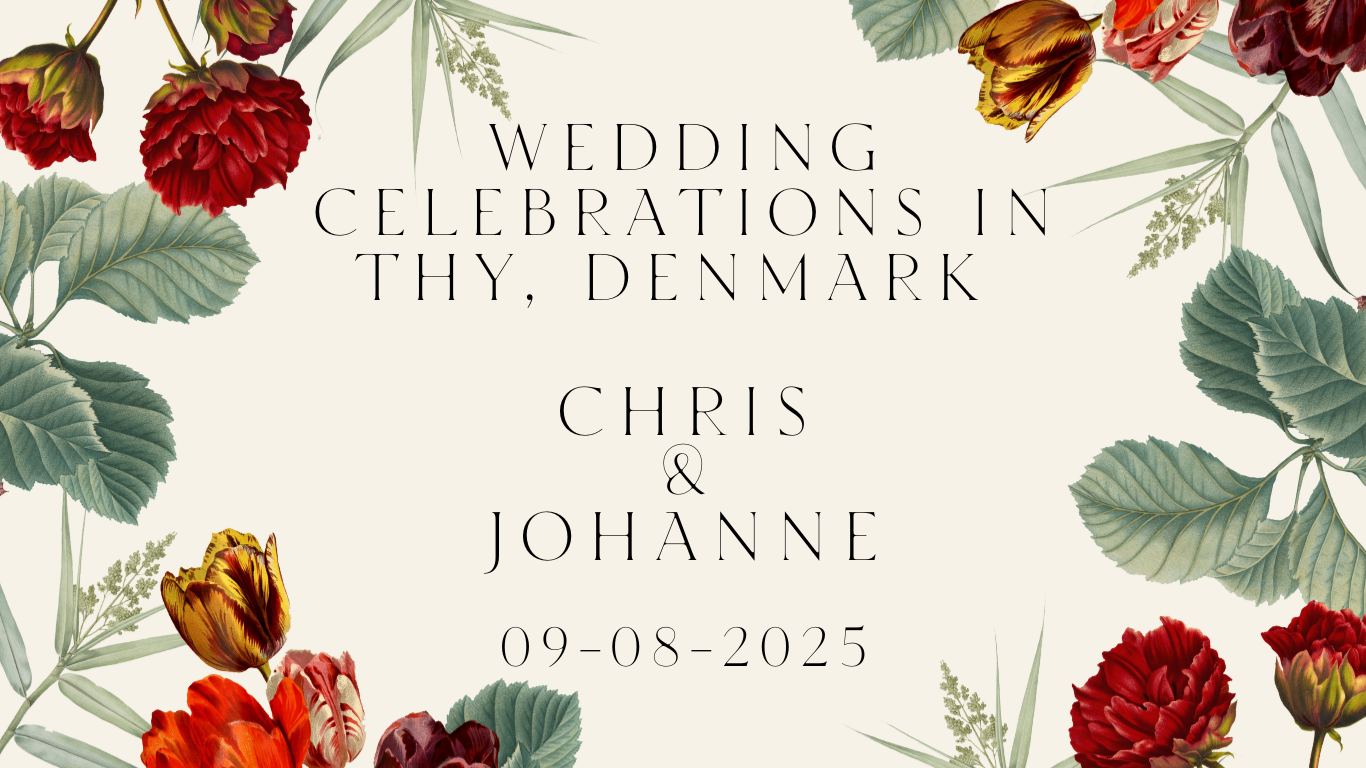 WEDDING
CELEBRATIONS IN
THY, DENMARK
CHRIS
&
JOHANNE
09-08-2025